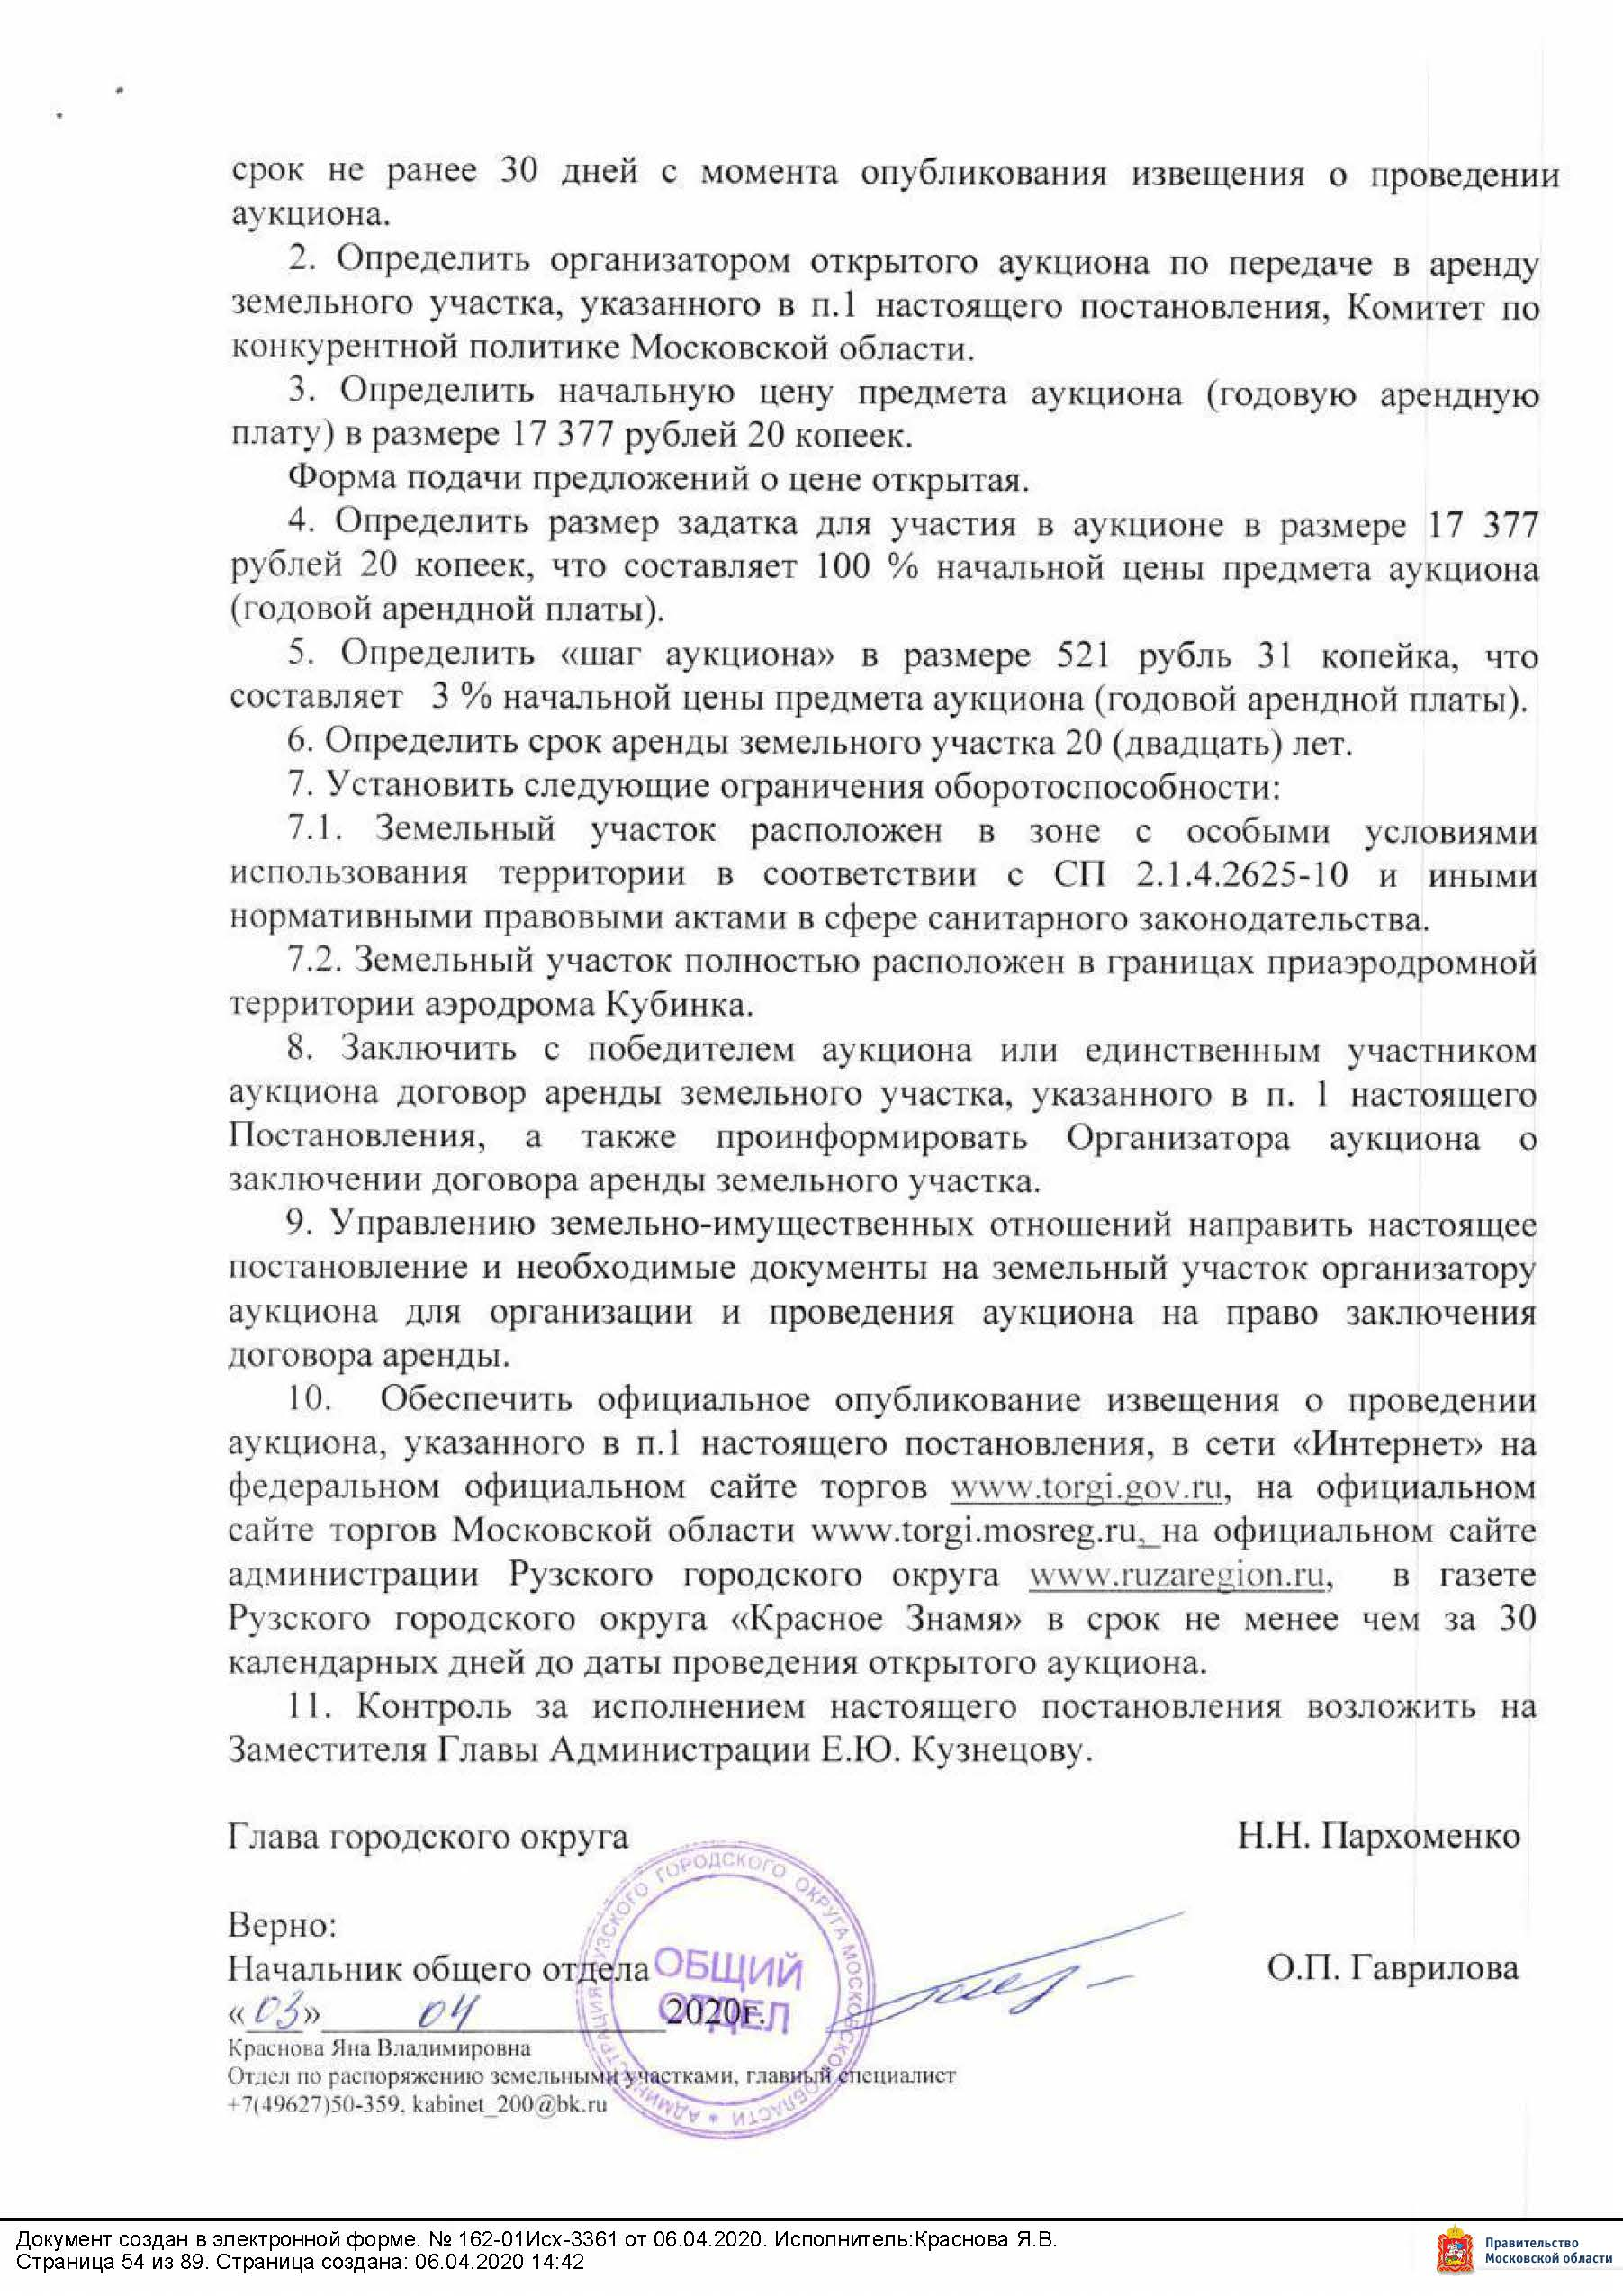 срок не ранее 30 дней с момента опубликования извещения о проведении
аукциона.
2. Определить организатором открытого аукциона по передаче в аренду
земельного участка, указанного в п.1 настоящего постановления, Комитет по
конкурентной политике Московской области.
3. Определить начальную цену предмета аукциона (годовую арендную
плату) в размере 17 377 рублей 20 копеек.
Форма подачи предложений о цене открытая.
4. Определить размер задатка для участия в аукционе в размере 17 377
рублей 20 копеек, что составляет 100 % начальной цены предмета аукциона
(годовой арендной платы).
5. Определить «шаг аукциона» в размере 521 рубль 31 копейка, что
составляет 3 % начальной цены предмета аукциона (годовой арендной платы).
6. Определить срок аренды земельного участка 20 (двадцать) лет.
7. Установить следующие ограничения оборотоспособности:
7.1. Земельный участок расположен в зоне с особыми условиями
использования территории в соответствии с СП 2.1.4.2625-10 и иными
нормативными правовыми актами в сфере санитарного законодательства.
7.2. Земельный участок полностью расположен в границах приаэродромной
территории аэродрома Кубинка.
8. Заключить с победителем аукциона или единственным участником
аукциона договор аренды земельного участка, указанного в п. 1 настоящего
Постановления, а также проинформировать Организатора аукциона о
заключении договора аренды земельного участка.
9. Управлению земельно-имущественных отношений направить настоящее
постановление и необходимые документы на земельный участок организатору
аукциона для организации и проведения аукциона на право заключения
договора аренды.
10. Обеспечить официальное опубликование извещения о проведении
аукциона, указанного в п.1 настоящего постановления, в сети «Интернет» на
федеральном официальном сайте торгов www.torgi.gov.ru, на официальном
сайте торгов Московской области www.torgi.mosreg.ru, на официальном сайте
администрации Рузского городского округа www.ruzaregion.ru, в газете
Рузского городского округа «Красное Знамя» в срок не менее чем за 30
календарных дней до даты проведения открытого аукциона.
11. Контроль за исполнением настоящего постановления возложить на
Заместителя Главы Администрации Е.Ю. Кузнецову.
Глава городского округа Н.Н. Пархоменко
Верно:
Начальник общего отдела О.П. Гаврилова
«03» 04 2020г.
Краснова Яна Владимировна
Отдел по распоряжению земельными участками, главный специалист
+7(49627)50-359, kabinet_200@bk.ru
АДМИНИСТРАЦИЯ РУЗСКОГО ГОРОДСКОГО ОКРУГА МОСКОВСКОЙ ОБЛАСТИ
ОБЩИЙ
ОТДЕЛ
Документ создан в электронной форме. № 162-01Исх-3361 от 06.04.2020. Исполнитель:Краснова Я.В.
Страница 54 из 89. Страница создана: 06.04.2020 14:42
Правительство
Московской области